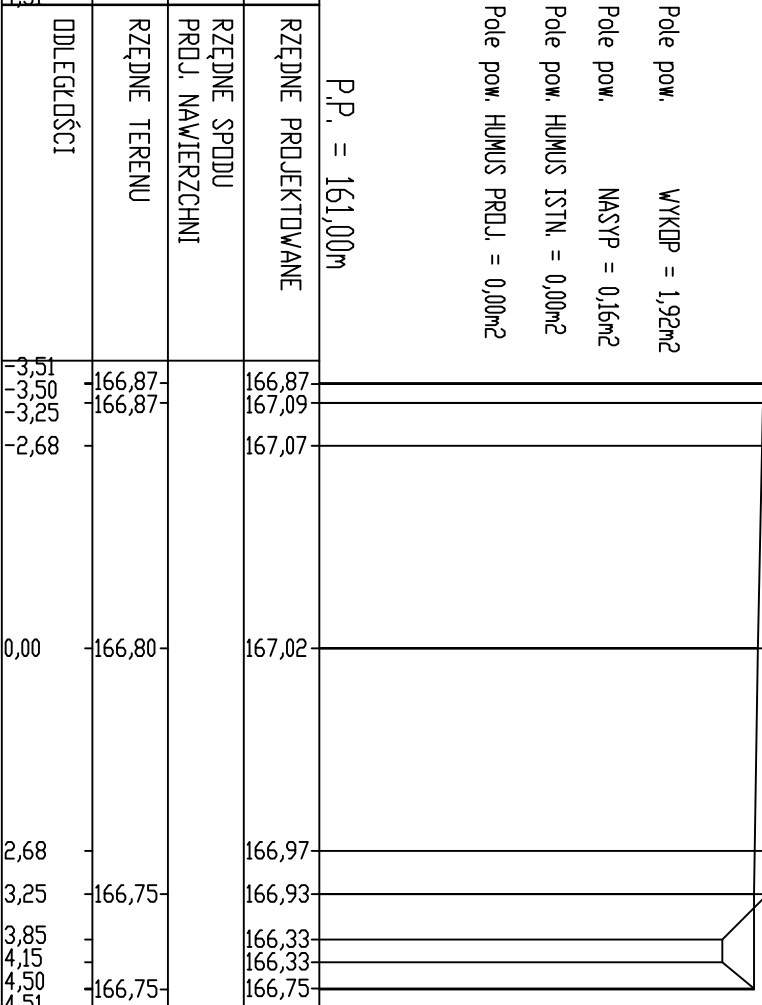 Pole pow. WYKOP = 1,92m2
Pole pow. NASYP = 0,16m2
Pole pow. HUMUS ISTN. = 0,00m2
Pole pow. HUMUS PROJ. = 0,00m2
P.P. = 161,00m
RZĘDNE PROJEKTOWANE
166,87
167,09
167,07
167,02
166,97
166,93
166,33
166,33
166,75
RZĘDNE SPODU
PROJ. NAWIERZCHNI
RZĘDNE TERENU
166,87
166,87
166,80
166,75
166,75
ODLEGŁOŚCI
-3,51
-3,50
-3,25
-2,68
0,00
2,68
3,25
3,85
4,15
4,50
4,51